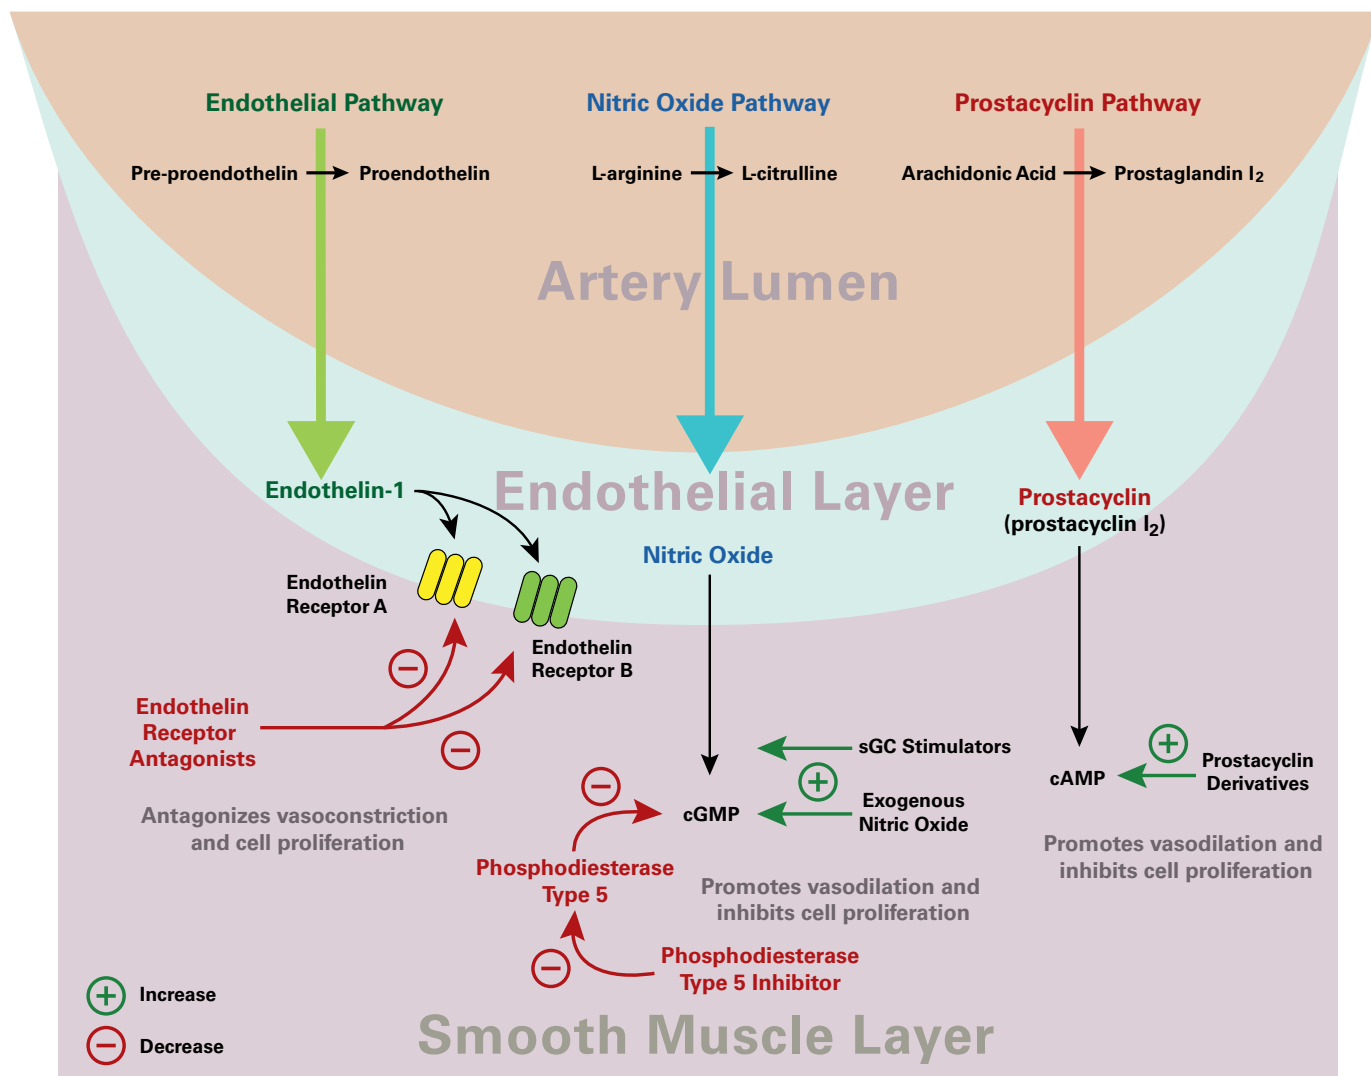 Endothelial Pathway
Nitric Oxide Pathway
Prostacyclin Pathway
Pre-proendothelin
Proendothelin
L-arginine
L-citrulline
Arachidonic Acid
Prostaglandin I₂
Artery Lumen
Endothelial Layer
Endothelin-1
Prostacyclin
(prostacyclin I₂)
Nitric Oxide
Endothelin
Receptor A
Endothelin
Receptor B
Endothelin
Receptor
Antagonists
Antagonizes vasoconstriction
and cell proliferation
sGC Stimulators
cGMP
Exogenous
Nitric Oxide
cAMP
Prostacyclin
Derivatives
Promotes vasodilation and
inhibits cell proliferation
Phosphodiesterase
Type 5
Promotes vasodilation and
inhibits cell proliferation
Phosphodiesterase
Type 5 Inhibitor
+ Increase
− Decrease
Smooth Muscle Layer